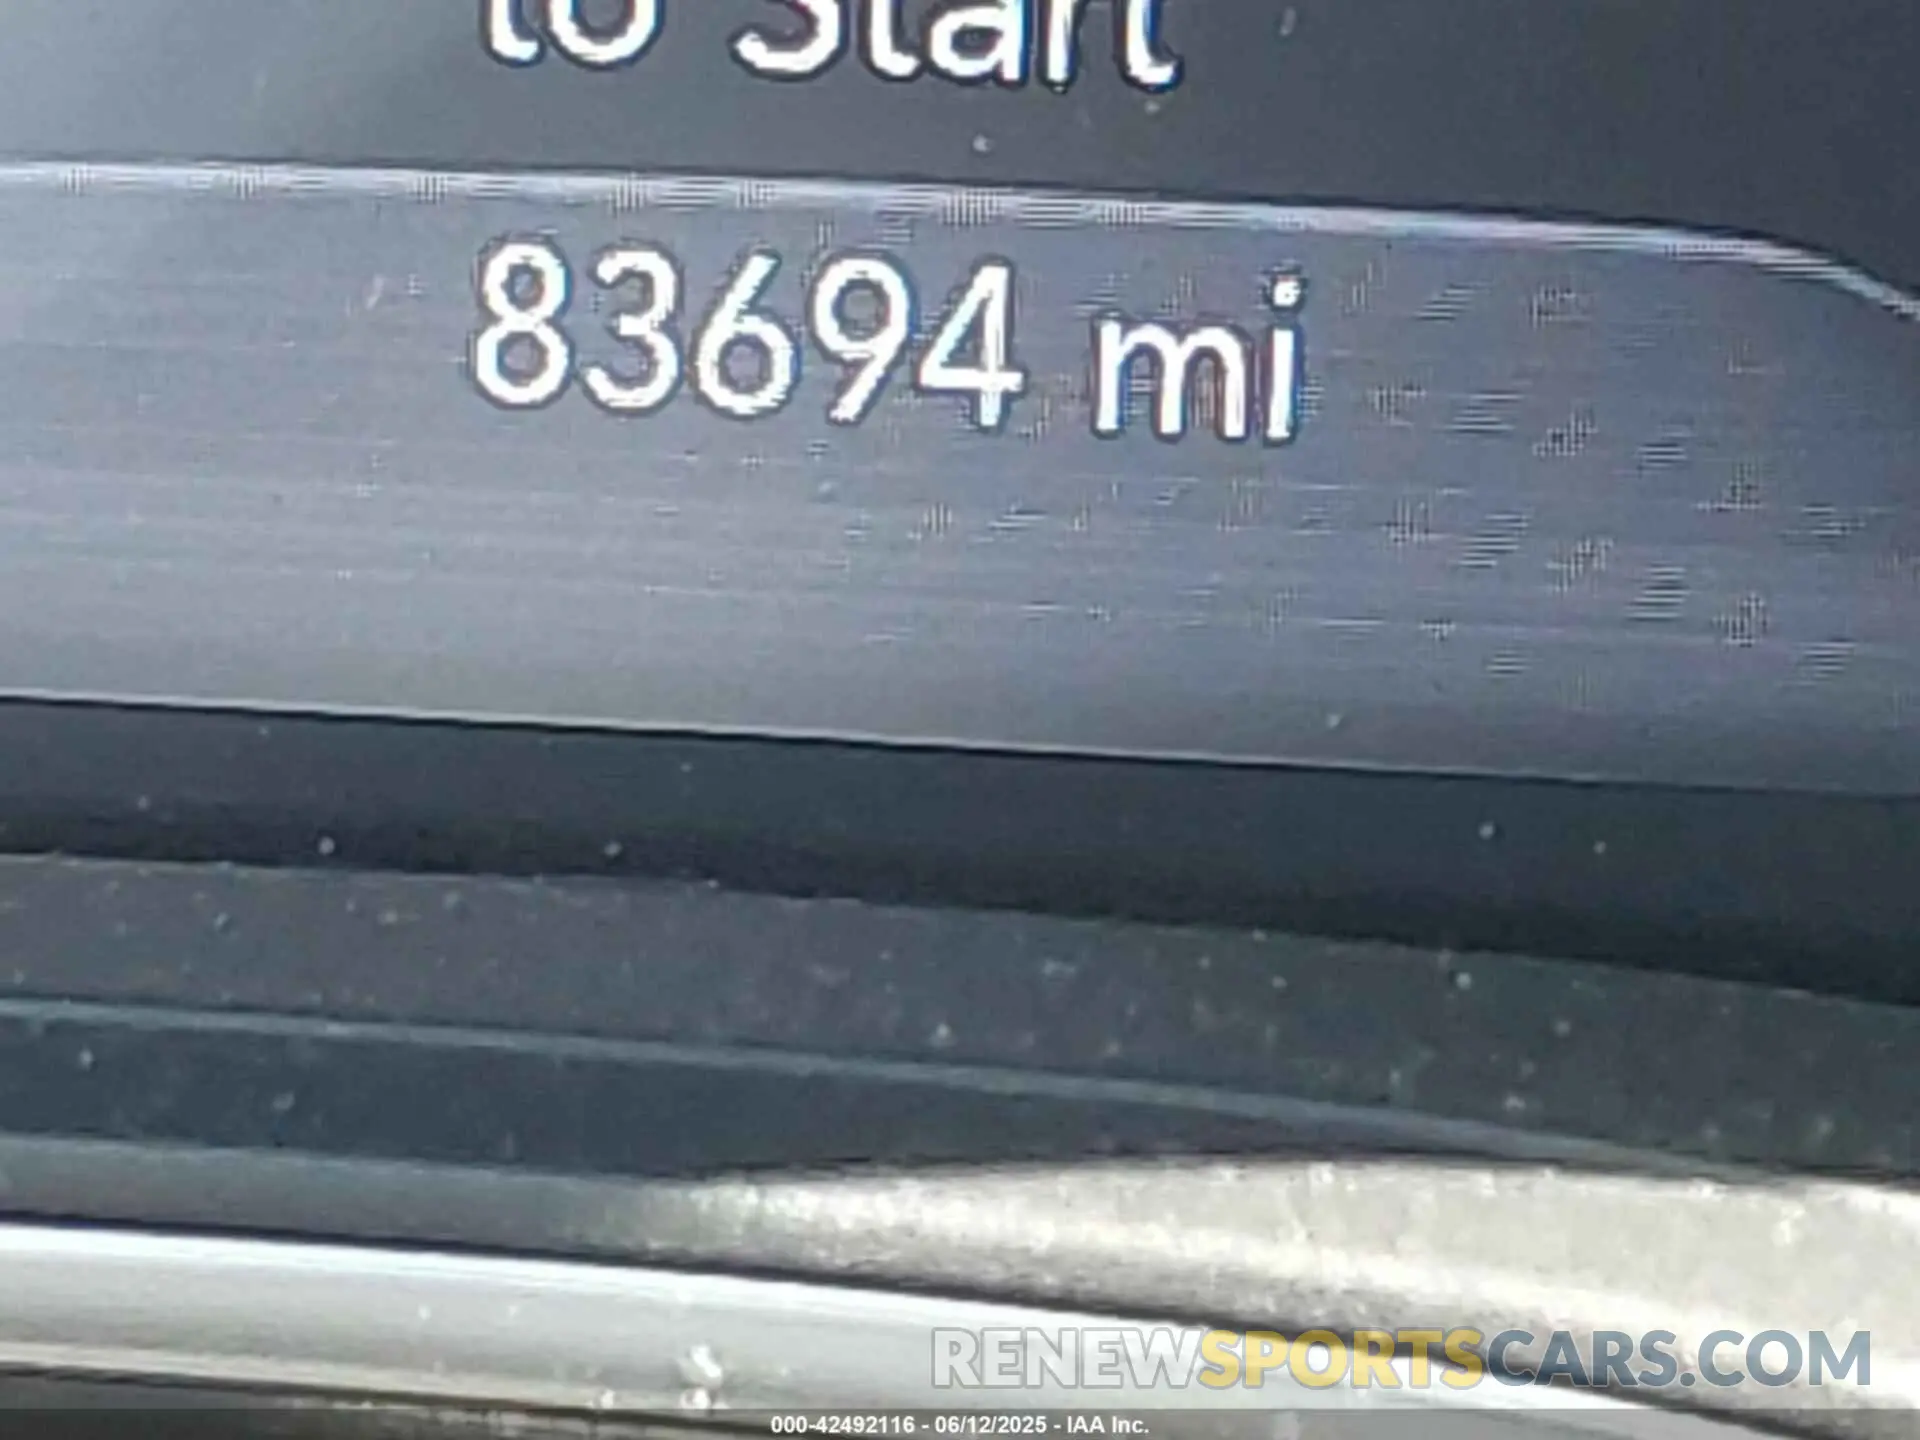 to Start
83694 mi
RENEWSPORTSCARS.COM
000-42492116 - 06/12/2025 - IAA Inc.